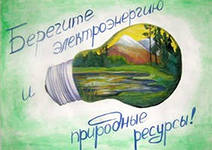 Берегите
электроэнергию
и
природные
ресурсы!